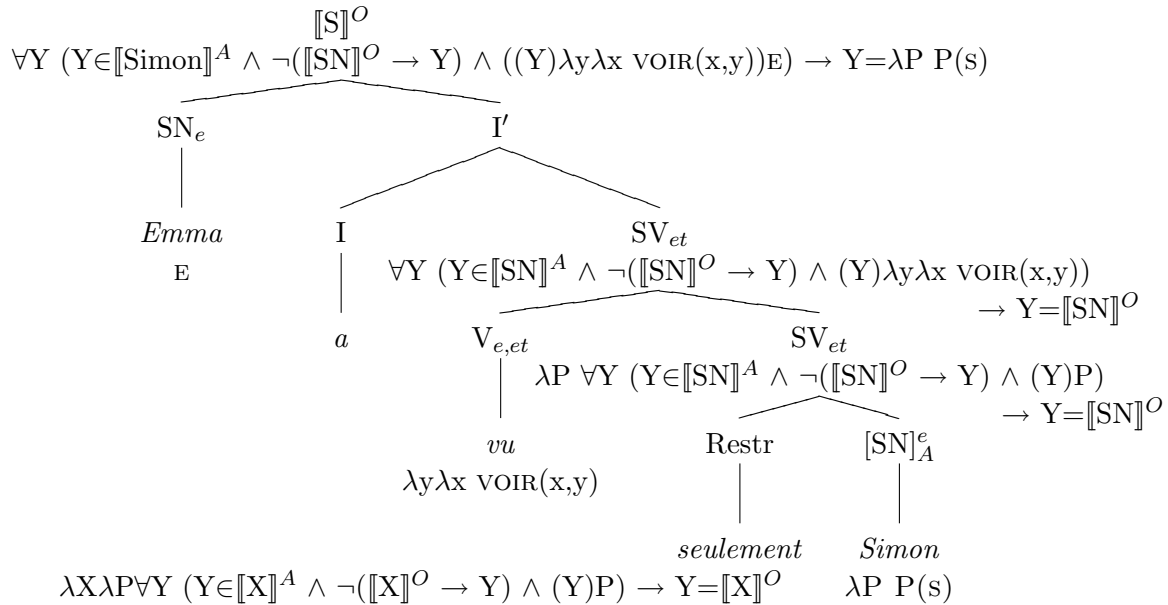 ⟦S⟧^O
∀Y (Y∈⟦Simon⟧^A ∧ ¬(⟦SN⟧^O → Y) ∧ ((Y)λyλx VOIR(x,y))E) → Y=λP P(S)
SN_e I′
Emma I SV_et
E ∀Y (Y∈⟦SN⟧^A ∧ ¬(⟦SN⟧^O → Y) ∧ (Y)λyλx VOIR(x,y))
→ Y=⟦SN⟧^O
a V_e,et SV_et
λP ∀Y (Y∈⟦SN⟧^A ∧ ¬(⟦SN⟧^O → Y) ∧ (Y)P)
→ Y=⟦SN⟧^O
vu Restr [SN]^e_A
λyλx VOIR(x,y)
seulement Simon
λXλP∀Y (Y∈⟦X⟧^A ∧ ¬(⟦X⟧^O → Y) ∧ (Y)P) → Y=⟦X⟧^O λP P(S)